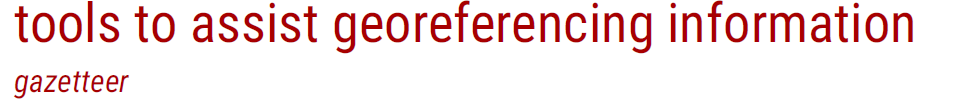 tools to assist georeferencing information
gazetteer